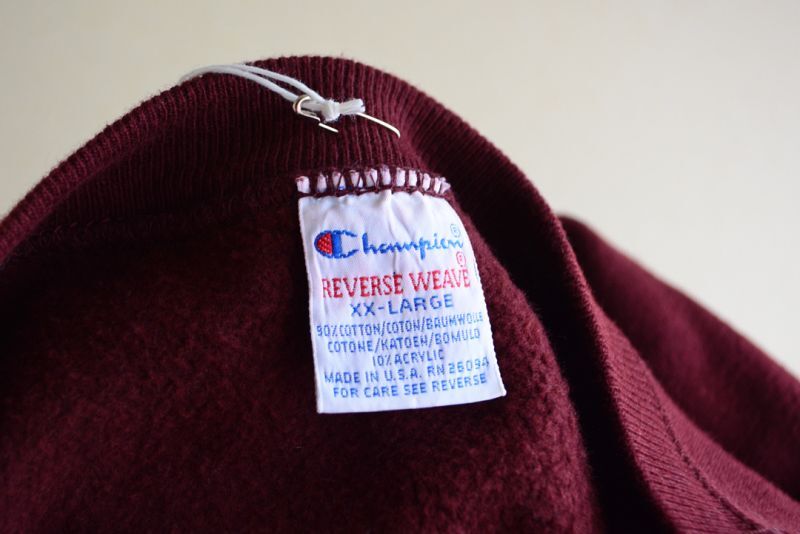 Champion®
REVERSE WEAVE®
XX-LARGE
90% COTTON/COTON/BAUMWOLLE
COTONE/KATOEN/BOMULD
10% ACRYLIC
MADE IN U.S.A. RN 26094
FOR CARE SEE REVERSE